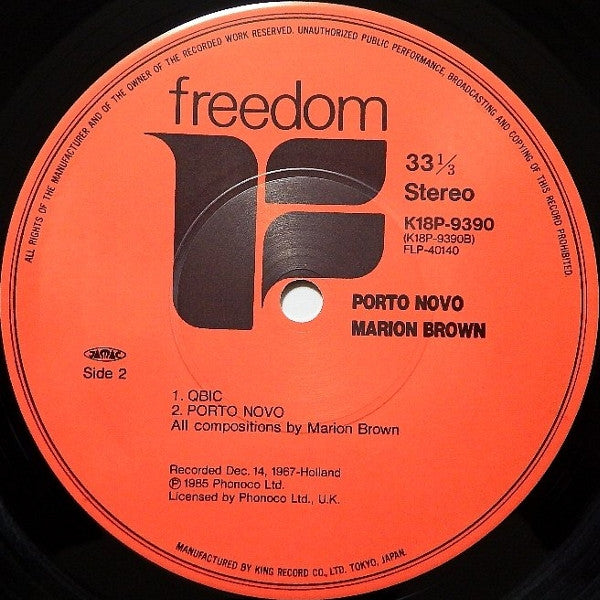 ALL RIGHTS OF THE MANUFACTURER AND OF THE OWNER OF THE RECORDED WORK RESERVED. UNAUTHORIZED PUBLIC PERFORMANCE, BROADCASTING AND COPYING OF THIS RECORD PROHIBITED.
freedom
33 1/3
Stereo
K18P-9390
(K18P-9390B)
FLP-40140
PORTO NOVO
MARION BROWN
JASRAC
Side 2
1. QBIC
2. PORTO NOVO
All compositions by Marion Brown
Recorded Dec. 14, 1967-Holland
℗1985 Phonoco Ltd.
Licensed by Phonoco Ltd., U.K.
MANUFACTURED BY KING RECORD CO., LTD. TOKYO, JAPAN.